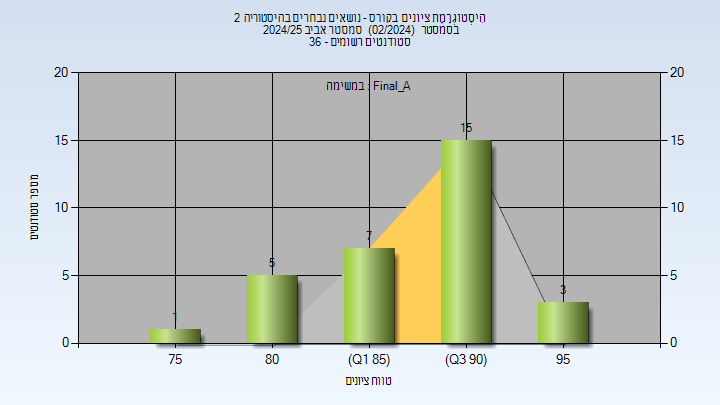 היסטוגרמת ציונים בקורס - נושאים נבחרים בהיסטוריה 2
בסמסטר (02/2024) סמסטר אביב 2024/25
סטודנטים רשומים - 36
במשימה : Final_A
20
15
10
5
0
20
15
10
5
0
1
5
7
15
3
75
80
(Q1 85)
(Q3 90)
95
מספר סטודנטים
טווח ציונים